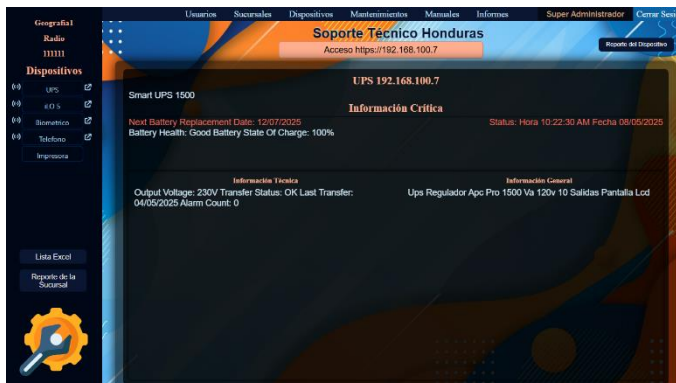 Usuarios Sucursales Dispositivos Mantenimientos Manuales Informes Super Administrador Cerrar Sesi
Geografia1
Radio
111111
Dispositivos
UPS
iLO 5
Biometrico
Telefono
Impresora
Lista Excel
Reporte de la
Sucursal
Soporte Técnico Honduras
Acceso https://192.168.100.7
Reporte del Dispositivo
UPS 192.168.100.7
Smart UPS 1500
Información Crítica
Next Battery Replacement Date: 12/07/2025
Status: Hora 10:22:30 AM Fecha 08/05/2025
Battery Health: Good Battery State Of Charge: 100%
Información Técnica
Output Voltage: 230V Transfer Status: OK Last Transfer:
04/05/2025 Alarm Count: 0
Información General
Ups Regulador Apc Pro 1500 Va 120v 10 Salidas Pantalla Lcd